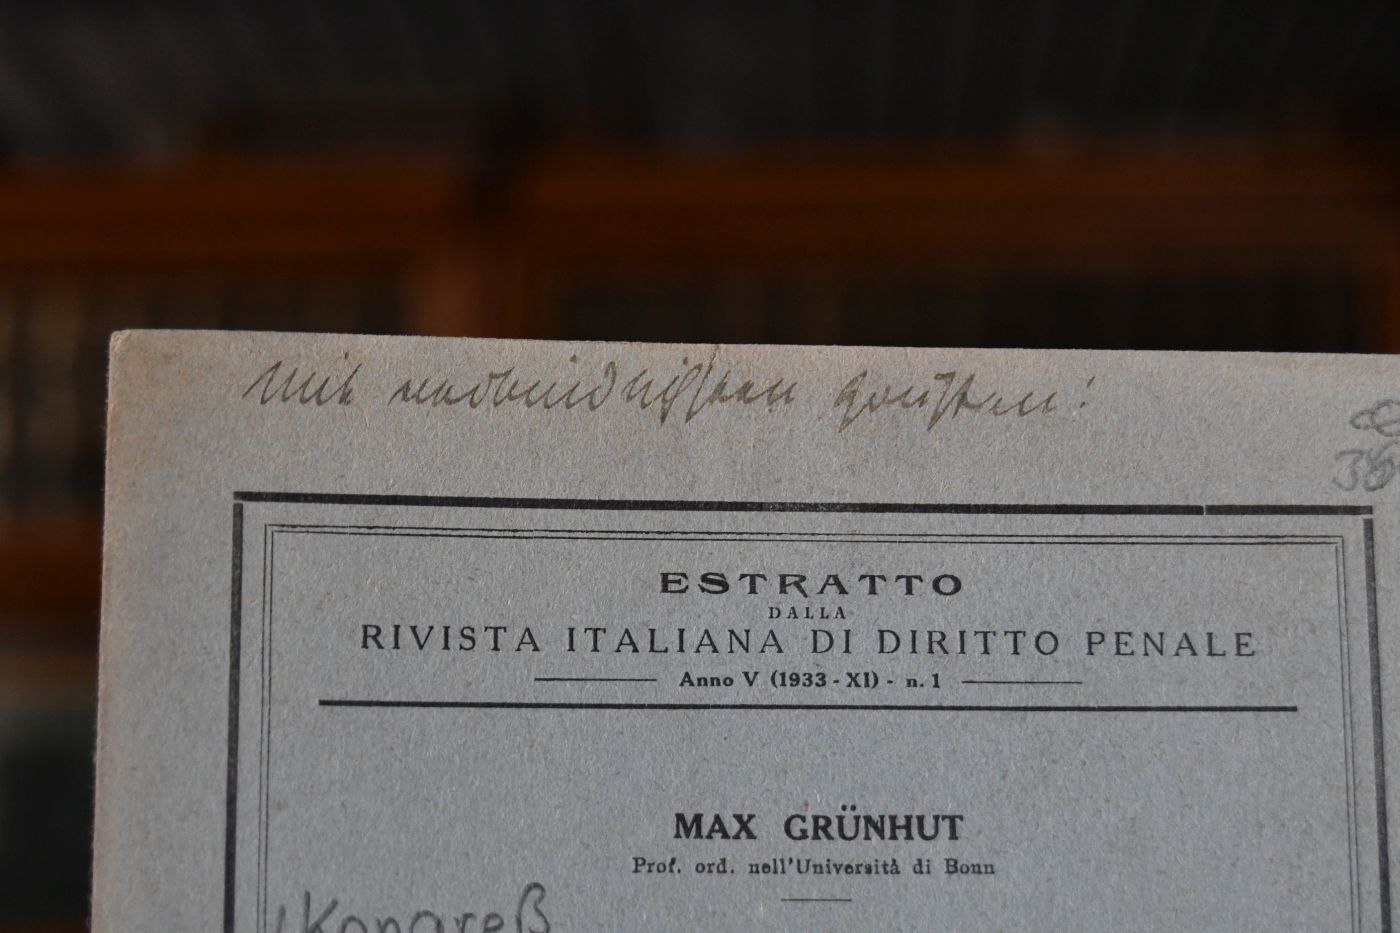 Mit verbindlichsten Grüßen!
38
ESTRATTO
DALLA
RIVISTA ITALIANA DI DIRITTO PENALE
Anno V (1933 - XI) - n. 1
MAX GRÜNHUT
Prof. ord. nell'Università di Bonn
Kongreß